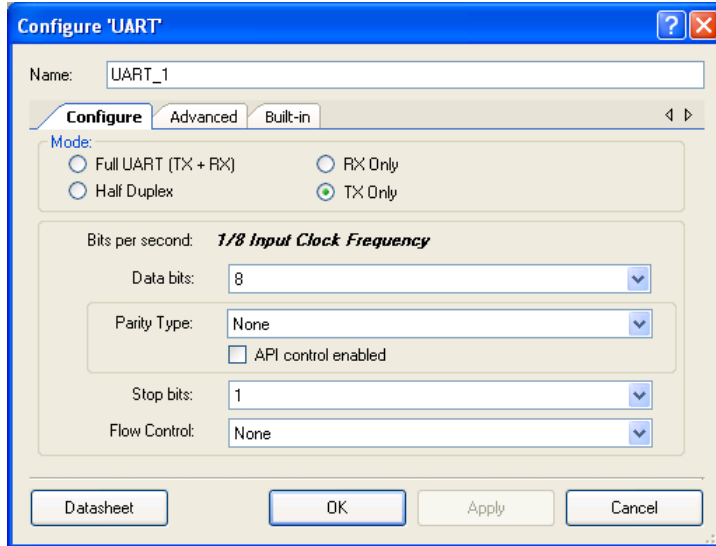 Configure 'UART'
Name: UART_1
Configure Advanced Built-in
Mode:
Full UART (TX + RX) RX Only
Half Duplex TX Only
Bits per second: 1/8 Input Clock Frequency
Data bits: 8
Parity Type: None
API control enabled
Stop bits: 1
Flow Control: None
Datasheet OK Apply Cancel